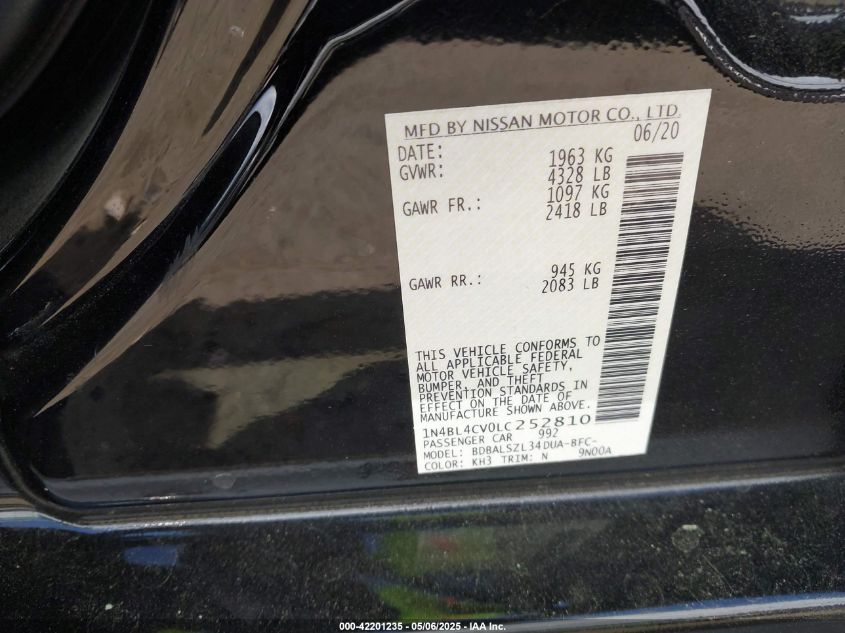 MFD BY NISSAN MOTOR CO., LTD.
DATE: 06/20
GVWR: 1963 KG
4328 LB
GAWR FR.: 1097 KG
2418 LB
GAWR RR.: 945 KG
2083 LB
THIS VEHICLE CONFORMS TO
ALL APPLICABLE FEDERAL
MOTOR VEHICLE SAFETY,
BUMPER, AND THEFT
PREVENTION STANDARDS IN
EFFECT ON THE DATE OF
MANUFACTURE SHOWN ABOVE.
1N4BL4CV0LC252810
PASSENGER CAR 992
MODEL: BDBALSZL34DUA-BFC-
COLOR: KH3 TRIM: N 9N00A
000-42201235 - 05/06/2025 - IAA Inc.